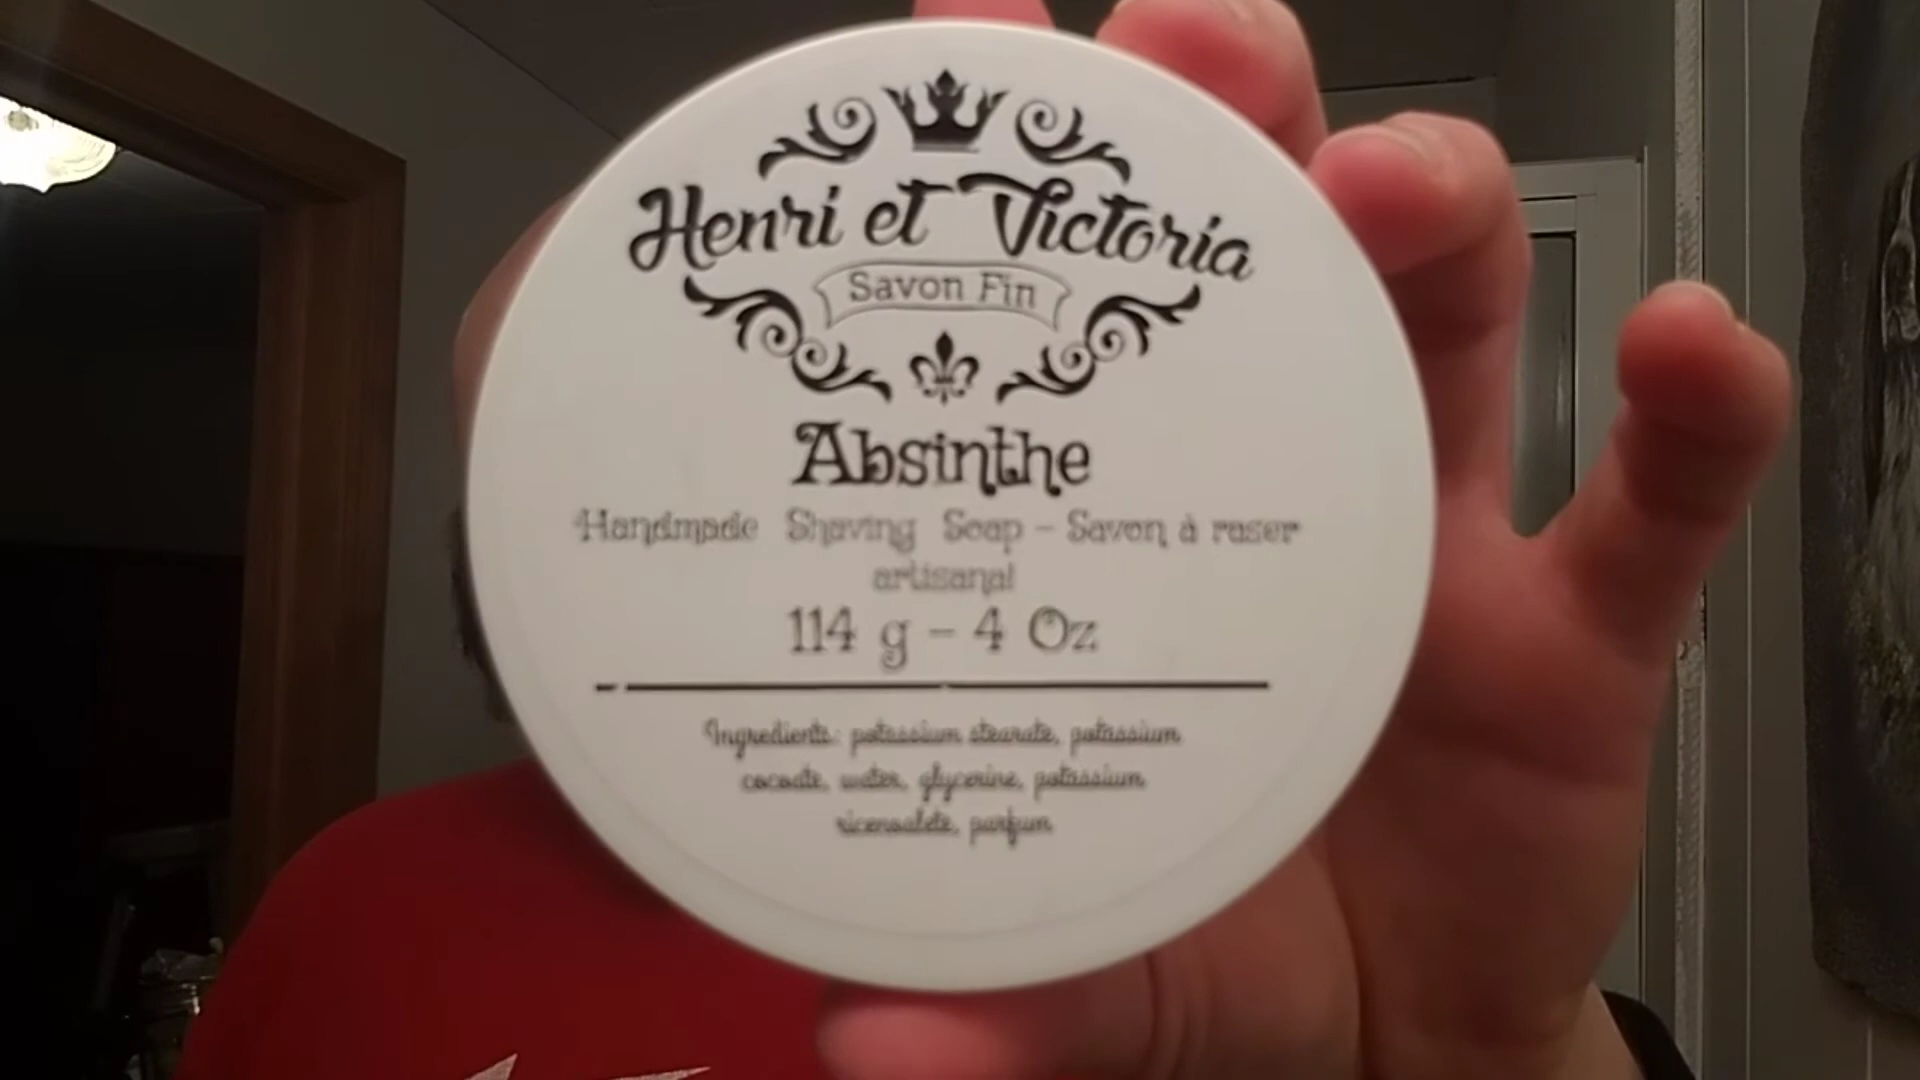 Henri et Victoria
Savon Fin
Absinthe
Handmade Shaving Soap - Savon à raser
artisanal
114 g - 4 Oz
Ingredients: potassium stearate, potassium
cocoate, water, glycerine, potassium
parfum